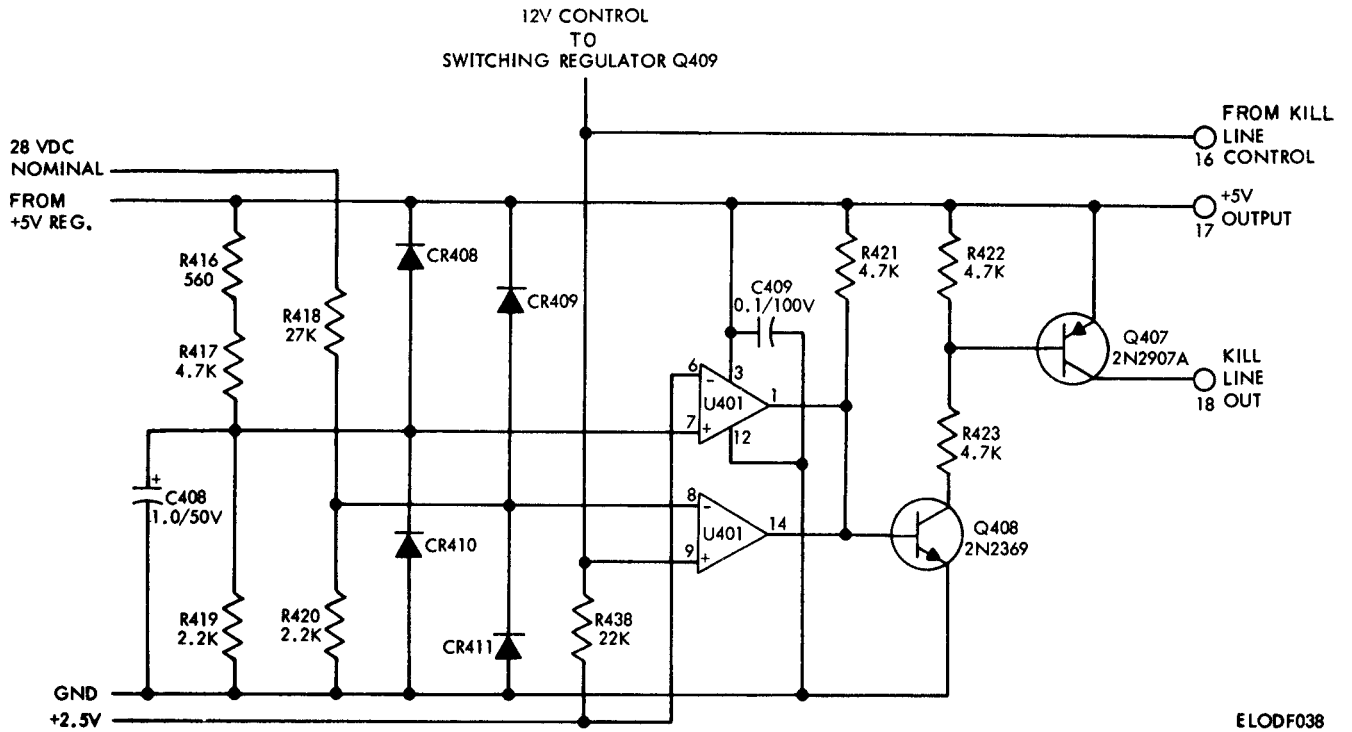 12V CONTROL
TO
SWITCHING REGULATOR Q409
FROM KILL
LINE
16 CONTROL
28 VDC
NOMINAL
FROM
+5V REG.
+5V
OUTPUT
17
R416
560
CR408
R421
4.7K
R422
4.7K
C409
0.1/100V
CR409
R418
27K
R417
4.7K
Q407
2N2907A
KILL
LINE
18 OUT
6
-
3
U401
1
7
+
12
R423
4.7K
+
C408
1.0/50V
8
-
U401
14
9
+
Q408
2N2369
CR410
R419
2.2K
R420
2.2K
CR411
R438
22K
GND
+2.5V
ELODF038